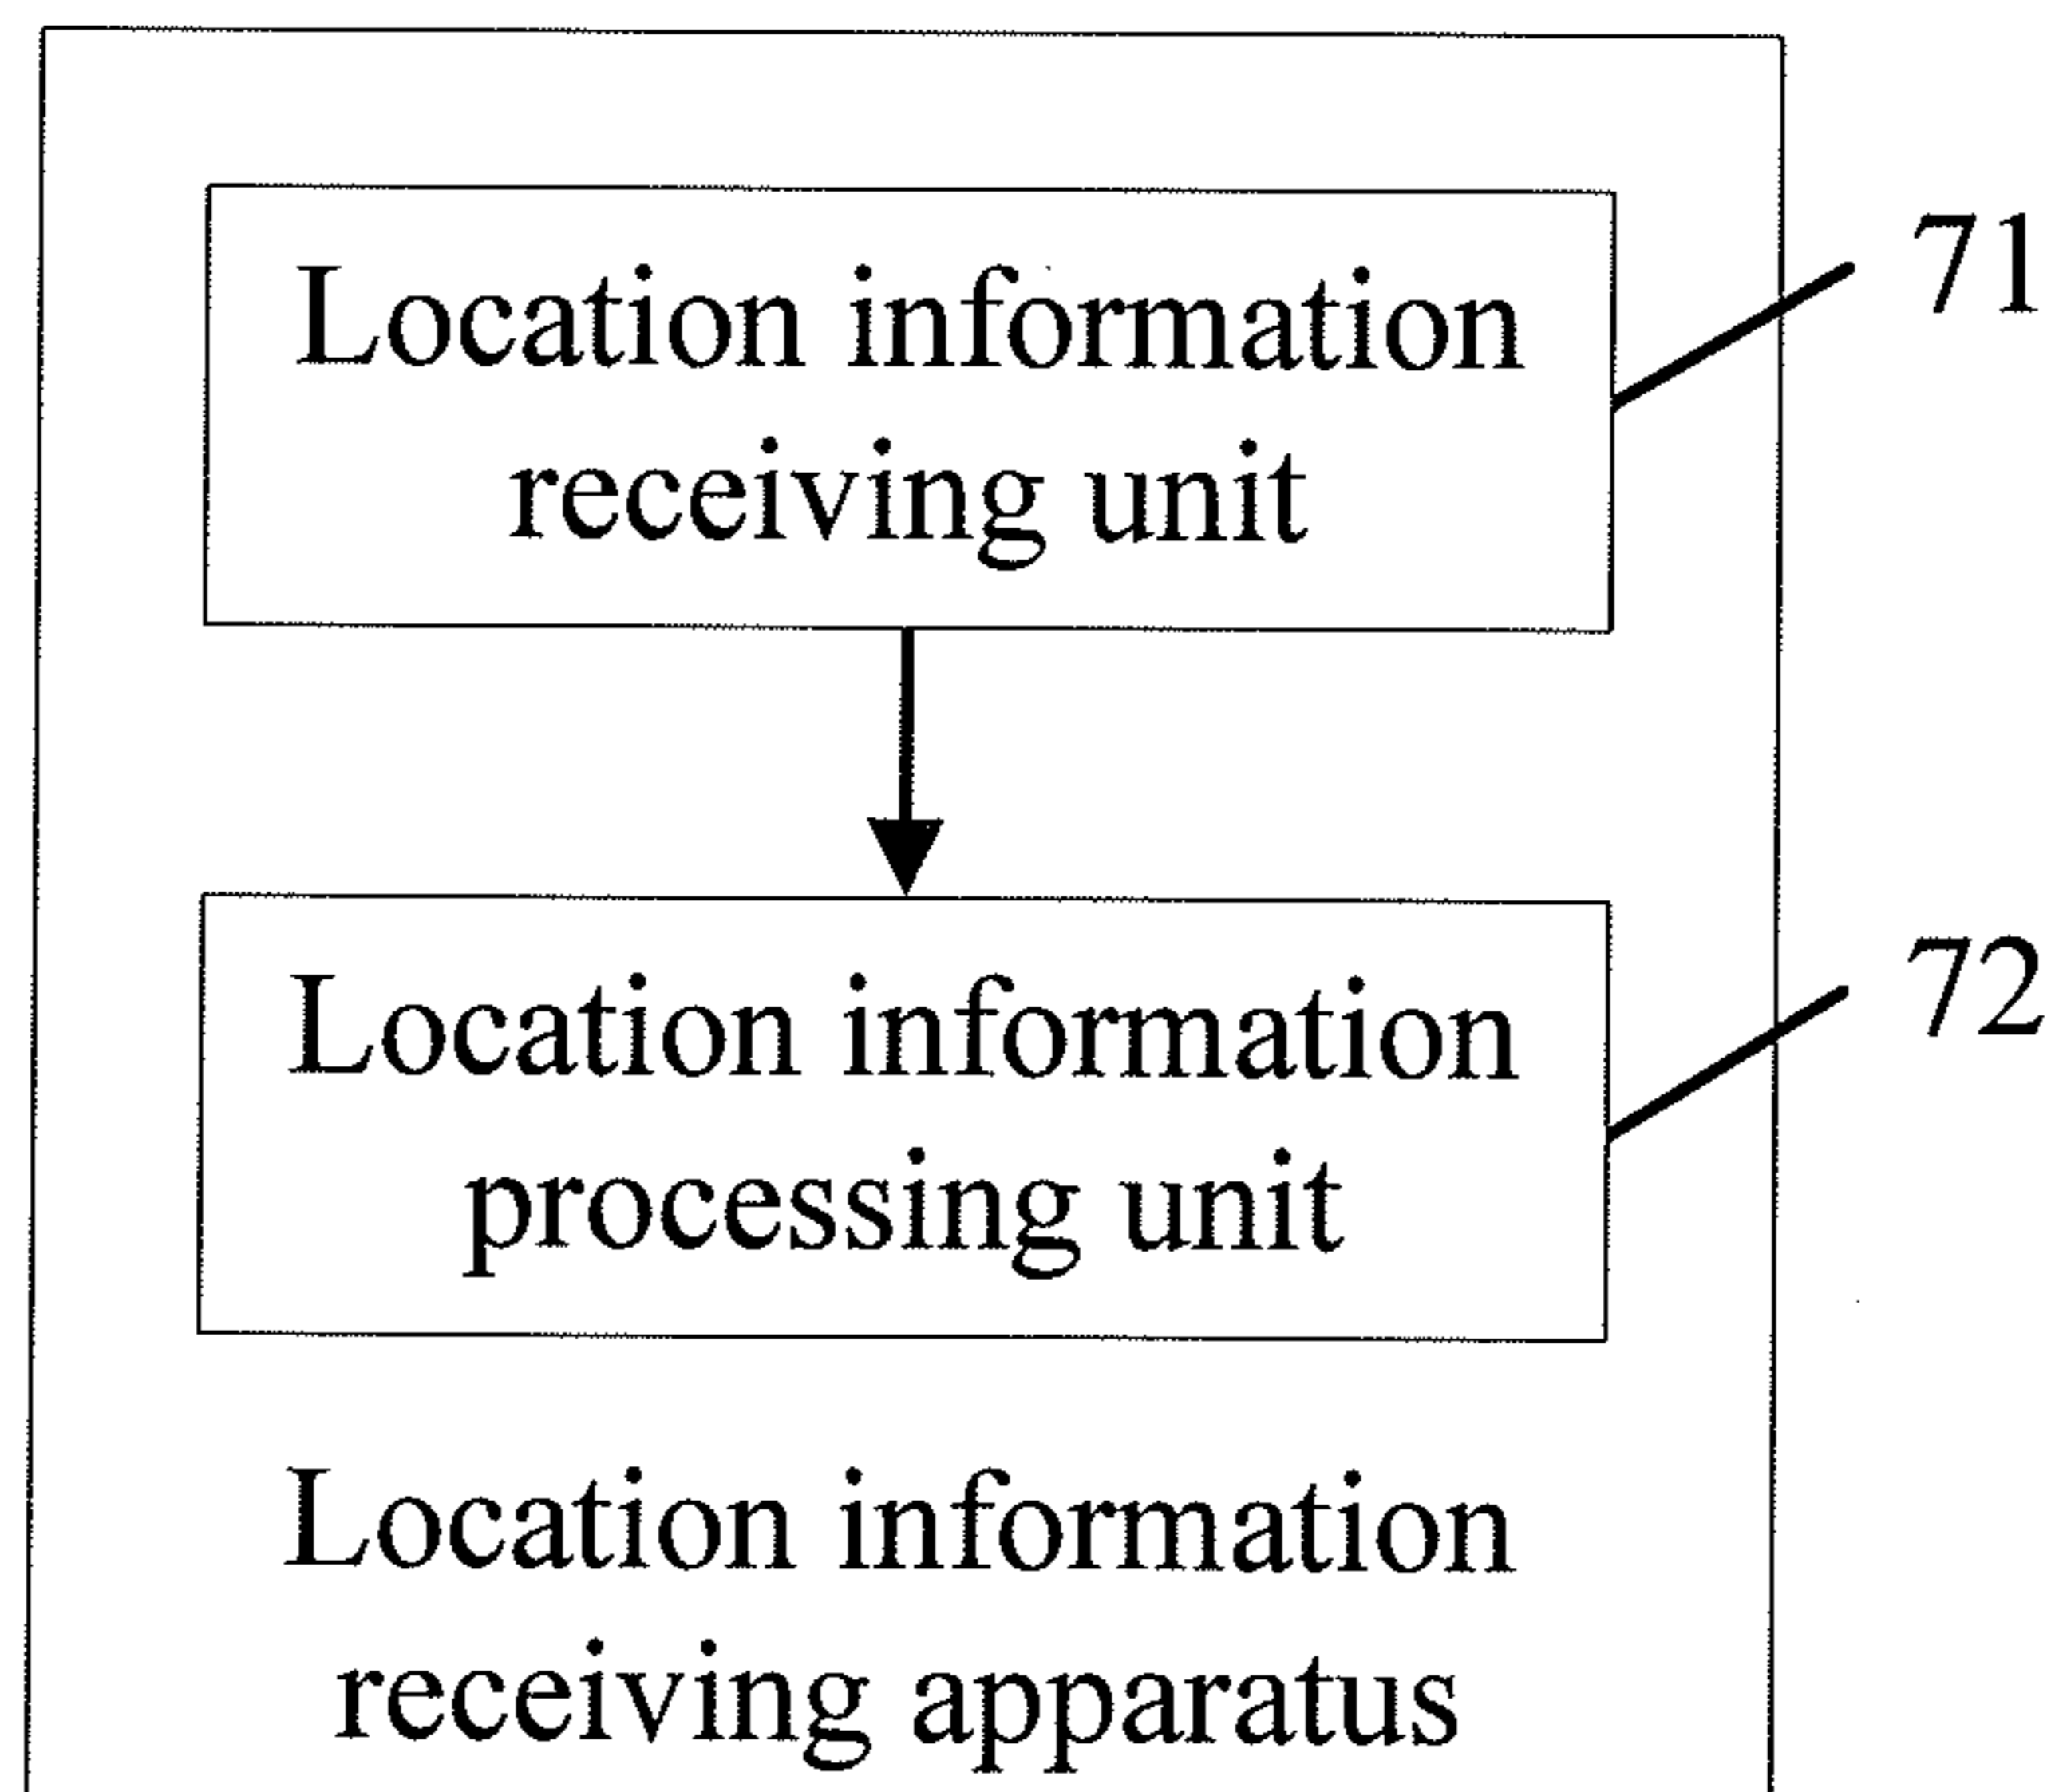 Location information
receiving unit
71
Location information
processing unit
72
Location information
receiving apparatus